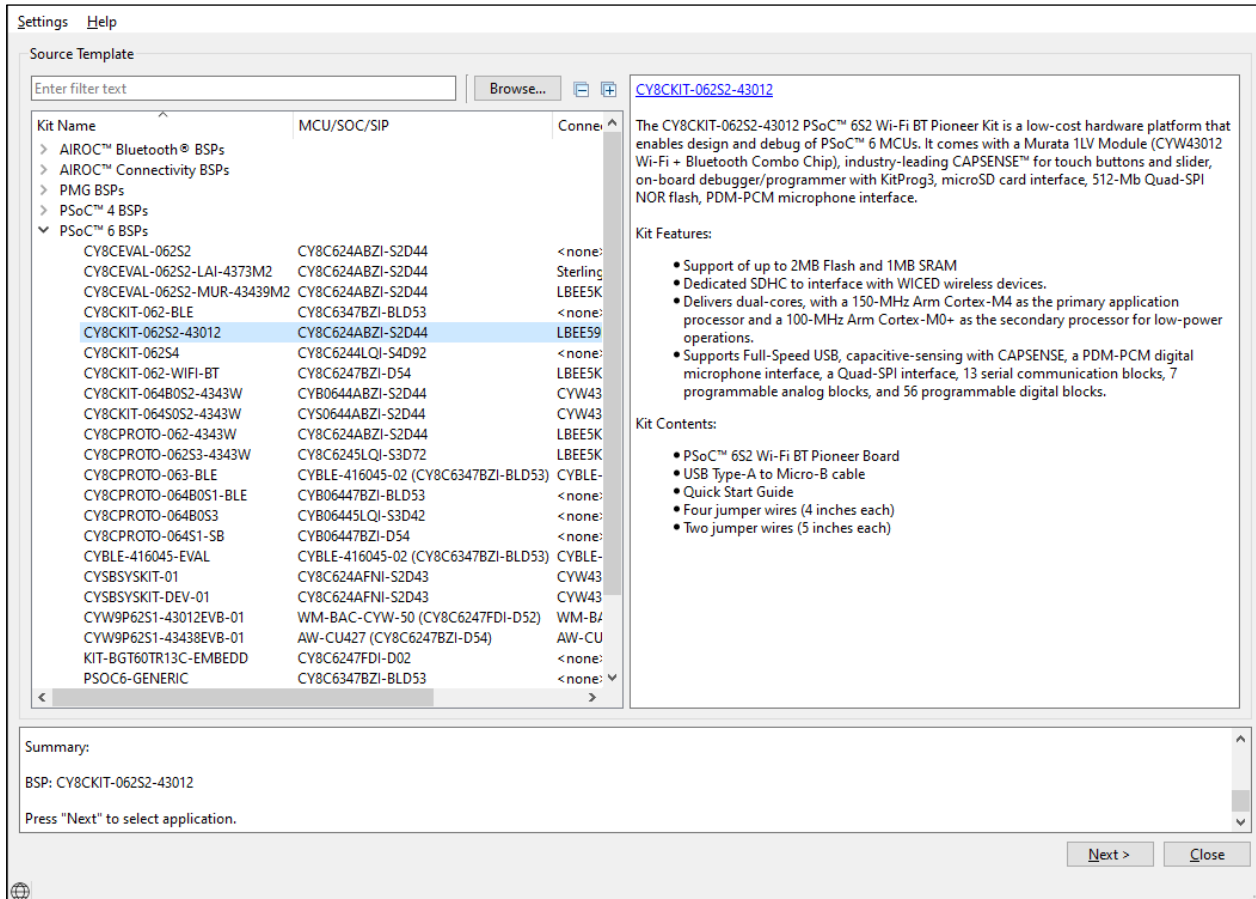 Settings Help
Source Template
Enter filter text
Browse...
Kit Name MCU/SOC/SIP Conne
AIROC™ Bluetooth® BSPs
AIROC™ Connectivity BSPs
PMG BSPs
PSoC™ 4 BSPs
PSoC™ 6 BSPs
CY8CEVAL-062S2 CY8C624ABZI-S2D44 <none>
CY8CEVAL-062S2-LAI-4373M2 CY8C624ABZI-S2D44 Sterling
CY8CEVAL-062S2-MUR-43439M2 CY8C624ABZI-S2D44 LBEE5K
CY8CKIT-062-BLE CY8C6347BZI-BLD53 <none>
CY8CKIT-062S2-43012 CY8C624ABZI-S2D44 LBEE59
CY8CKIT-062S4 CY8C6244LQI-S4D92 <none>
CY8CKIT-062-WIFI-BT CY8C6247BZI-D54 LBEE5K
CY8CKIT-064B0S2-4343W CYB0644ABZI-S2D44 CYW43
CY8CKIT-064S0S2-4343W CYS0644ABZI-S2D44 CYW43
CY8CPROTO-062-4343W CY8C624ABZI-S2D44 LBEE5K
CY8CPROTO-062S3-4343W CY8C6245LQI-S3D72 LBEE5K
CY8CPROTO-063-BLE CYBLE-416045-02 (CY8C6347BZI-BLD53) CYBLE-
CY8CPROTO-064B0S1-BLE CYB06447BZI-BLD53 <none>
CY8CPROTO-064B0S3 CYB06445LQI-S3D42 <none>
CY8CPROTO-064S1-SB CYB06447BZI-D54 <none>
CYBLE-416045-EVAL CYBLE-416045-02 (CY8C6347BZI-BLD53) CYBLE-
CYSBSYSKIT-01 CY8C624AFNI-S2D43 CYW43
CYSBSYSKIT-DEV-01 CY8C624AFNI-S2D43 CYW43
CYW9P62S1-43012EVB-01 WM-BAC-CYW-50 (CY8C6247FDI-D52) WM-BA
CYW9P62S1-43438EVB-01 AW-CU427 (CY8C6247BZI-D54) AW-CU
KIT-BGT60TR13C-EMBEDD CY8C6247FDI-D02 <none>
PSOC6-GENERIC CY8C6347BZI-BLD53 <none>
CY8CKIT-062S2-43012
The CY8CKIT-062S2-43012 PSoC™ 6S2 Wi-Fi BT Pioneer Kit is a low-cost hardware platform that
enables design and debug of PSoC™ 6 MCUs. It comes with a Murata 1LV Module (CYW43012
Wi-Fi + Bluetooth Combo Chip), industry-leading CAPSENSE™ for touch buttons and slider,
on-board debugger/programmer with KitProg3, microSD card interface, 512-Mb Quad-SPI
NOR flash, PDM-PCM microphone interface.
Kit Features:
• Support of up to 2MB Flash and 1MB SRAM
• Dedicated SDHC to interface with WICED wireless devices.
• Delivers dual-cores, with a 150-MHz Arm Cortex-M4 as the primary application
processor and a 100-MHz Arm Cortex-M0+ as the secondary processor for low-power
operations.
• Supports Full-Speed USB, capacitive-sensing with CAPSENSE, a PDM-PCM digital
microphone interface, a Quad-SPI interface, 13 serial communication blocks, 7
programmable analog blocks, and 56 programmable digital blocks.
Kit Contents:
• PSoC™ 6S2 Wi-Fi BT Pioneer Board
• USB Type-A to Micro-B cable
• Quick Start Guide
• Four jumper wires (4 inches each)
• Two jumper wires (5 inches each)
Summary:
BSP: CY8CKIT-062S2-43012
Press "Next" to select application.
Next > Close